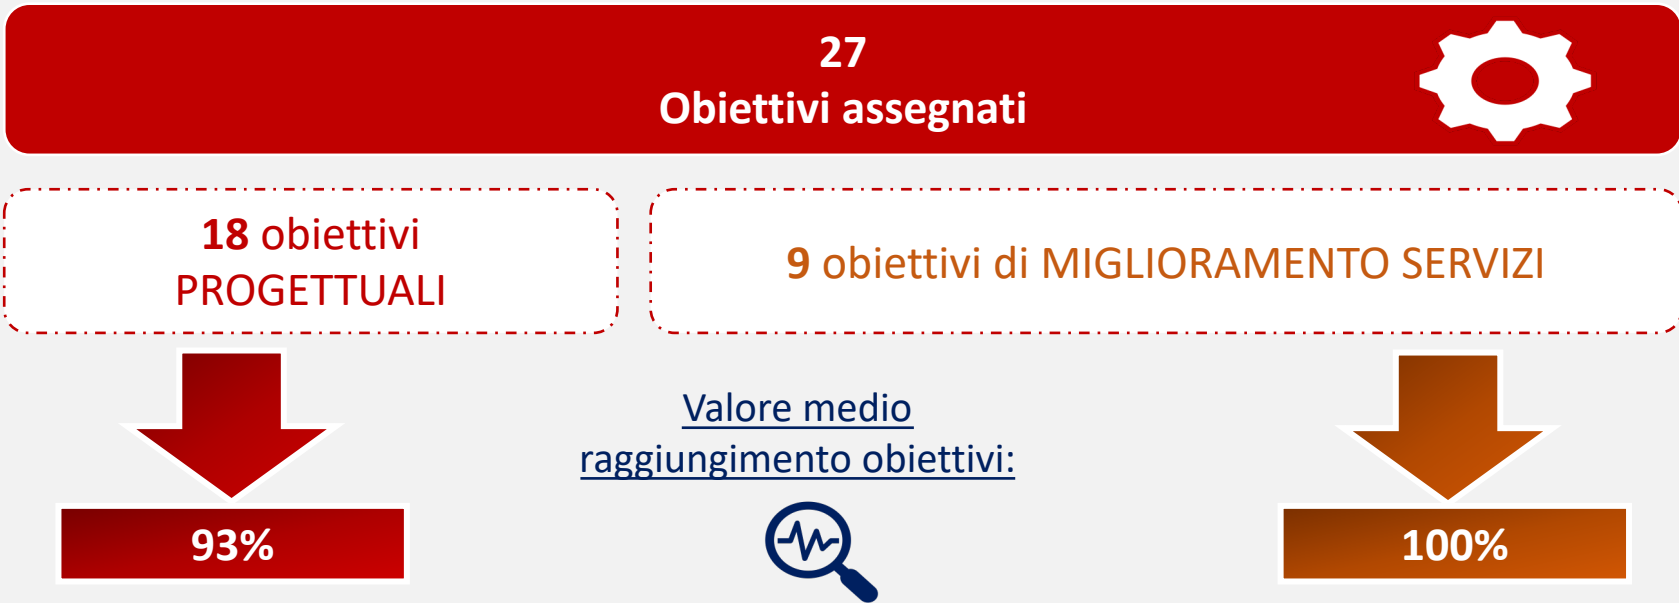 27
Obiettivi assegnati
18 obiettivi
PROGETTUALI
9 obiettivi di MIGLIORAMENTO SERVIZI
Valore medio
raggiungimento obiettivi:
93%
100%